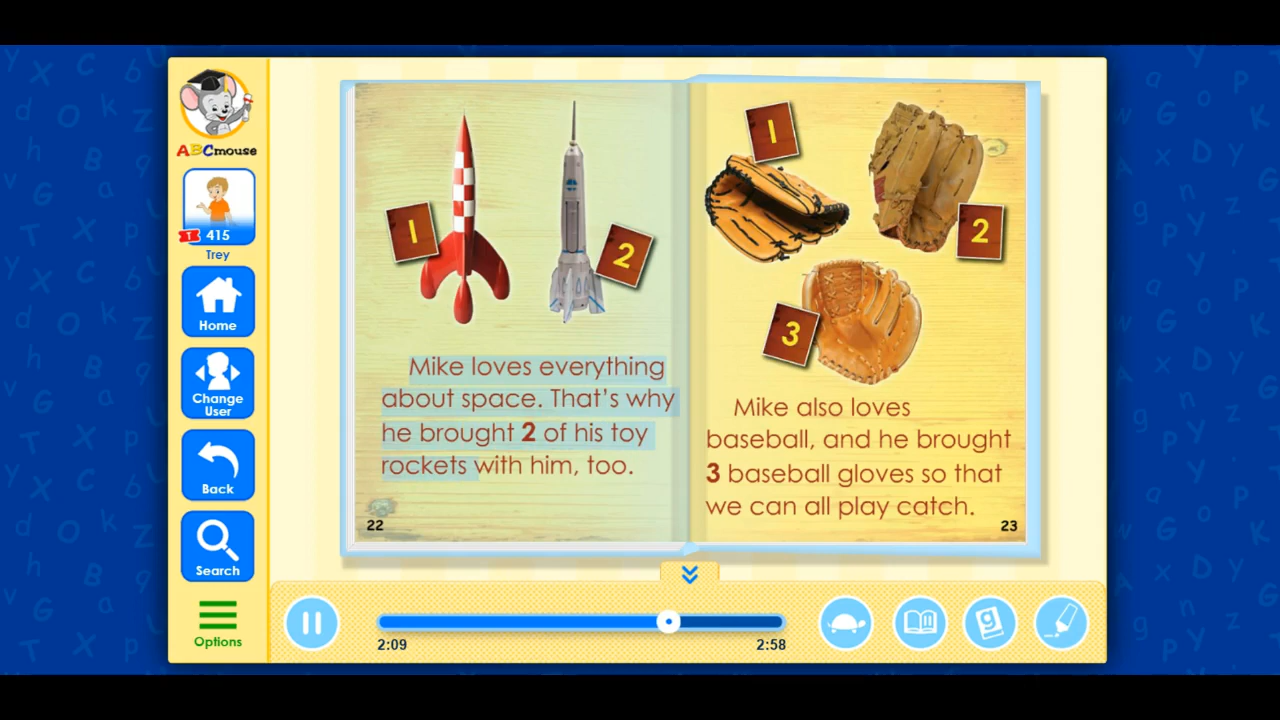 ABCmouse
415
Trey
Home
Change
User
Back
Search
Options
1
2
Mike loves everything
about space. That's why
he brought 2 of his toy
rockets with him, too.
22
1
2
3
Mike also loves
baseball, and he brought
3 baseball gloves so that
we can all play catch.
23
2:09
2:58
g